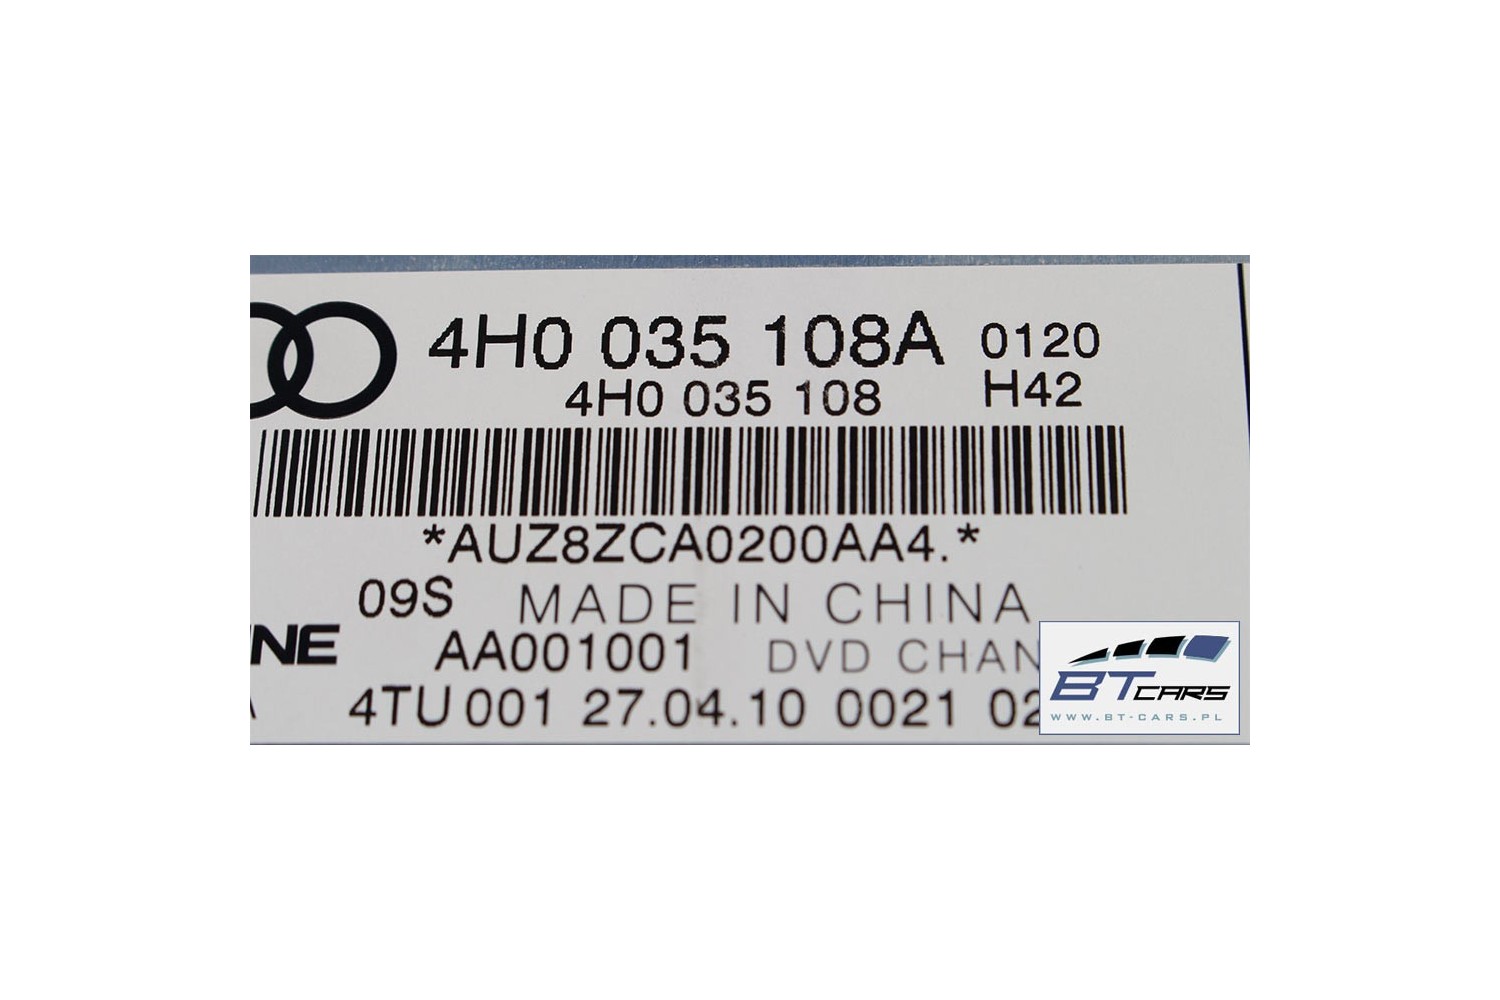 4H0 035 108A 0120
4H0 035 108 H42
*AUZ8ZCA0200AA4.*
09S MADE IN CHINA
AA001001 DVD CHAN
4TU 001 27.04.10 0021 02
BT CARS
WWW.BT-CARS.PL